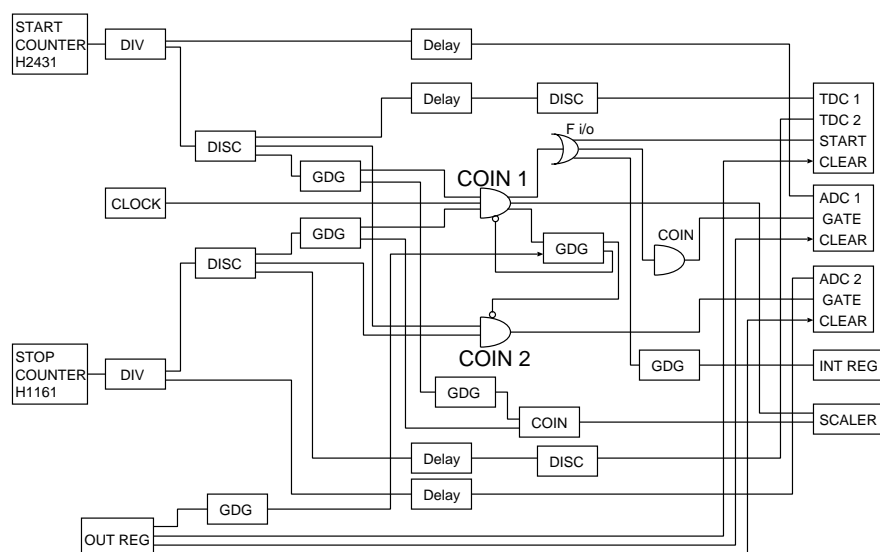 START
COUNTER
H2431
DIV
Delay
Delay
DISC
TDC 1
TDC 2
START
CLEAR
F i/o
DISC
GDG
COIN 1
CLOCK
ADC 1
GATE
CLEAR
GDG
COIN
DISC
GDG
ADC 2
GATE
CLEAR
COIN 2
STOP
COUNTER
H1161
DIV
GDG
INT REG
GDG
COIN
SCALER
Delay
DISC
Delay
GDG
OUT REG